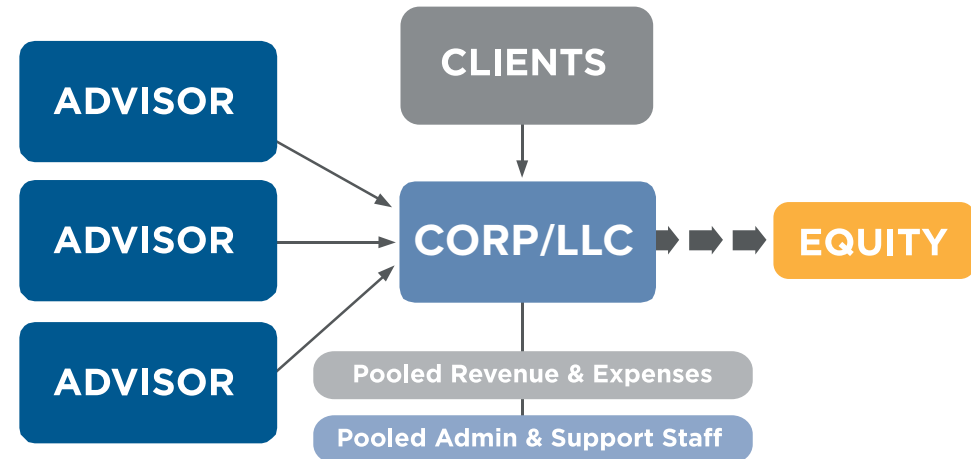 CLIENTS
ADVISOR
ADVISOR
ADVISOR
CORP/LLC
EQUITY
Pooled Revenue & Expenses
Pooled Admin & Support Staff